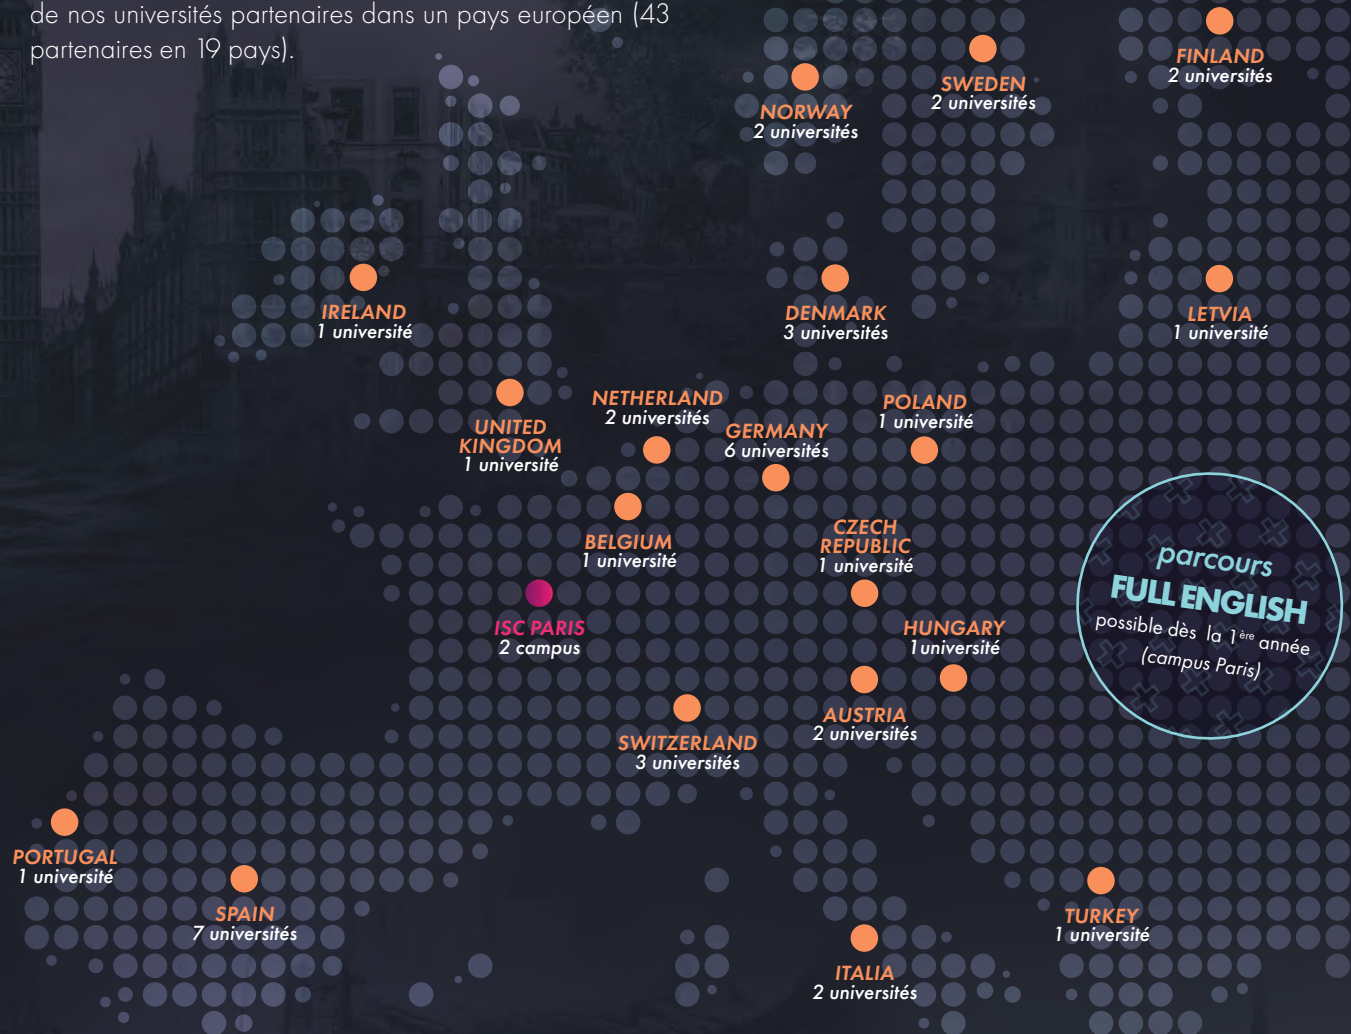 de nos universités partenaires dans un pays européen (43
partenaires en 19 pays).
FINLAND
2 universités
SWEDEN
2 universités
NORWAY
2 universités
IRELAND
1 université
DENMARK
3 universités
LETVIA
1 université
UNITED
KINGDOM
1 université
NETHERLAND
2 universités
GERMANY
6 universités
POLAND
1 université
BELGIUM
1 université
CZECH
REPUBLIC
1 université
parcours
FULL ENGLISH
possible dès la 1ère année
(campus Paris)
ISC PARIS
2 campus
HUNGARY
1 université
AUSTRIA
2 universités
SWITZERLAND
3 universités
PORTUGAL
1 université
SPAIN
7 universités
TURKEY
1 université
ITALIA
2 universités